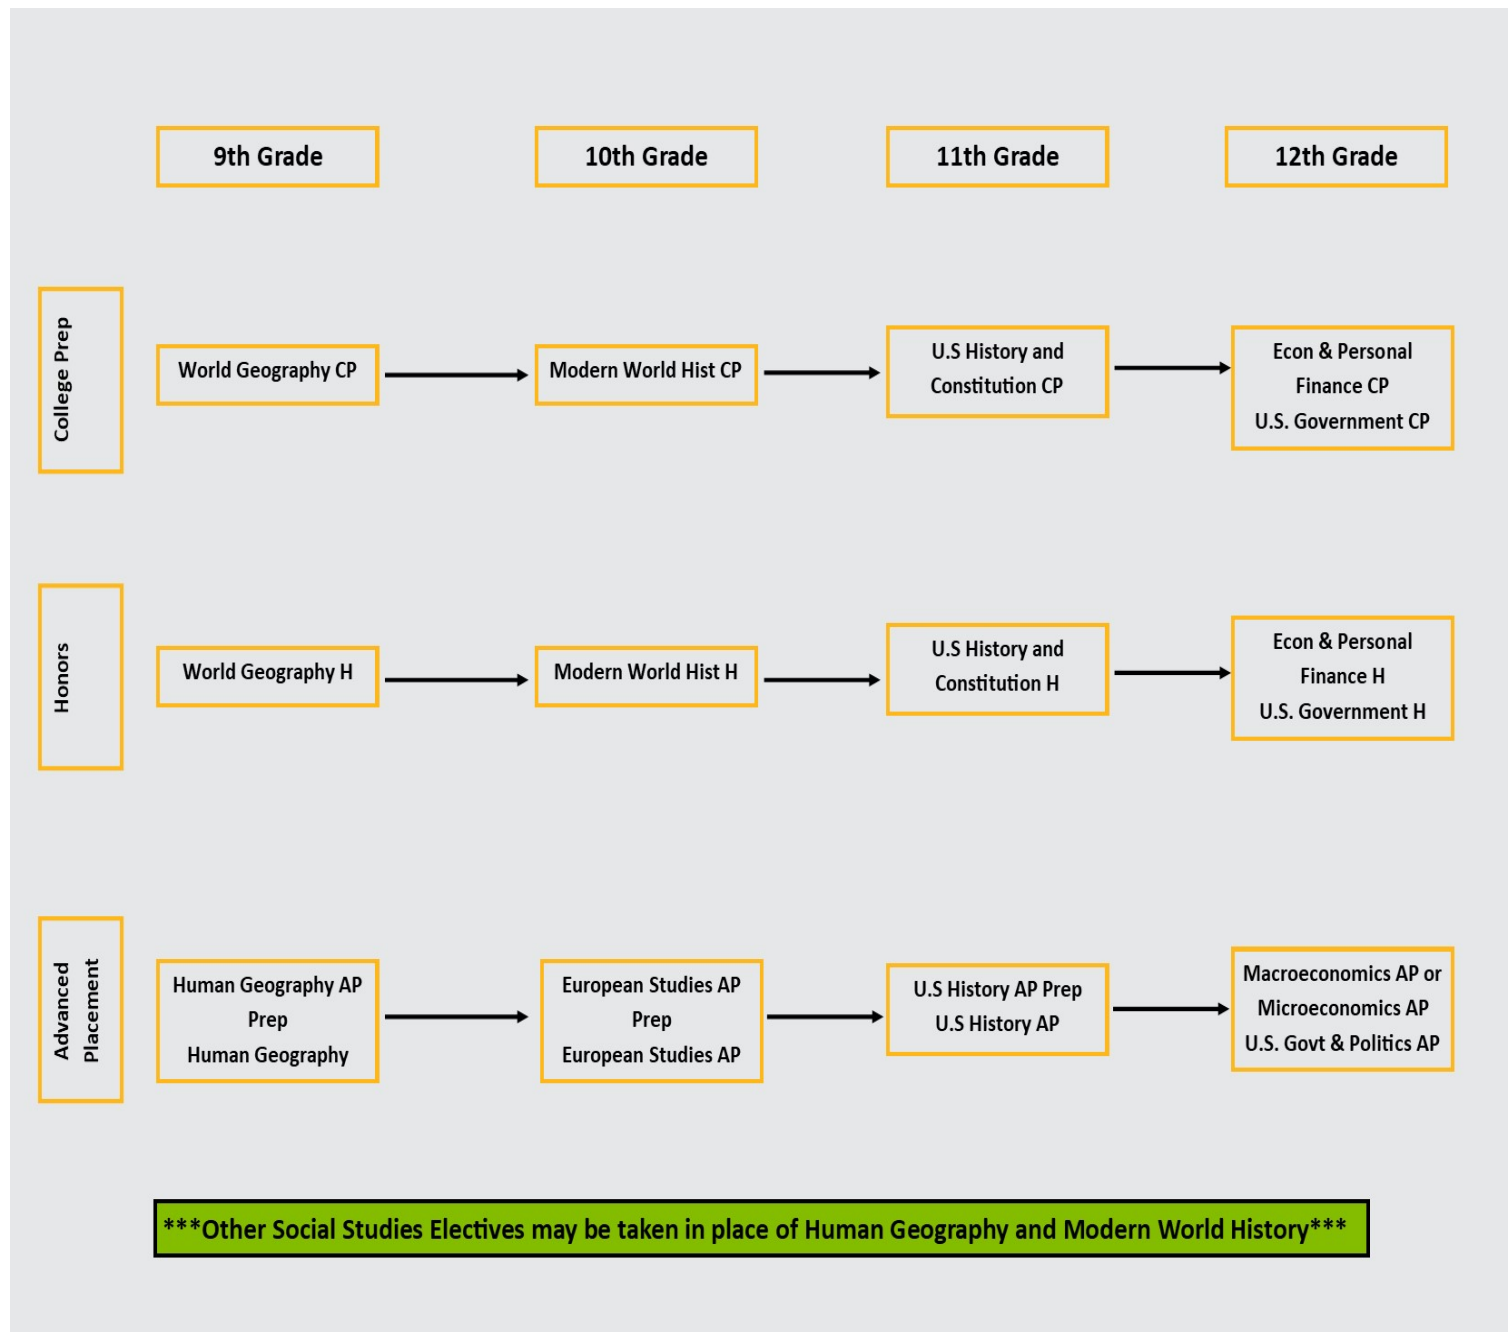 9th Grade
10th Grade
11th Grade
12th Grade
College Prep
World Geography CP
Modern World Hist CP
U.S History and
Constitution CP
Econ & Personal
Finance CP
U.S. Government CP
Honors
World Geography H
Modern World Hist H
U.S History and
Constitution H
Econ & Personal
Finance H
U.S. Government H
Advanced
Placement
Human Geography AP
Prep
Human Geography
European Studies AP
Prep
European Studies AP
U.S History AP Prep
U.S History AP
Macroeconomics AP or
Microeconomics AP
U.S. Govt & Politics AP
***Other Social Studies Electives may be taken in place of Human Geography and Modern World History***